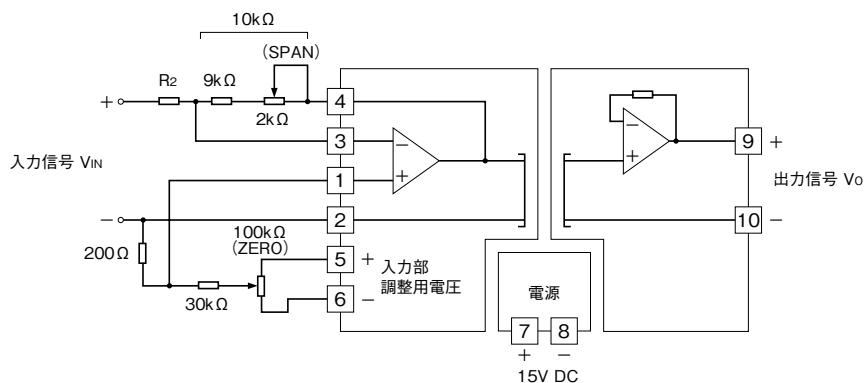 10kΩ
(SPAN)
R2
9kΩ
2kΩ
+
4
3
−
+
1
2
−
入力信号 VIN
200Ω
100kΩ
(ZERO)
30kΩ
5
+
6
−
入力部
調整用電圧
−
+
9
+
出力信号 VO
10
−
電源
7
8
+
−
15V DC